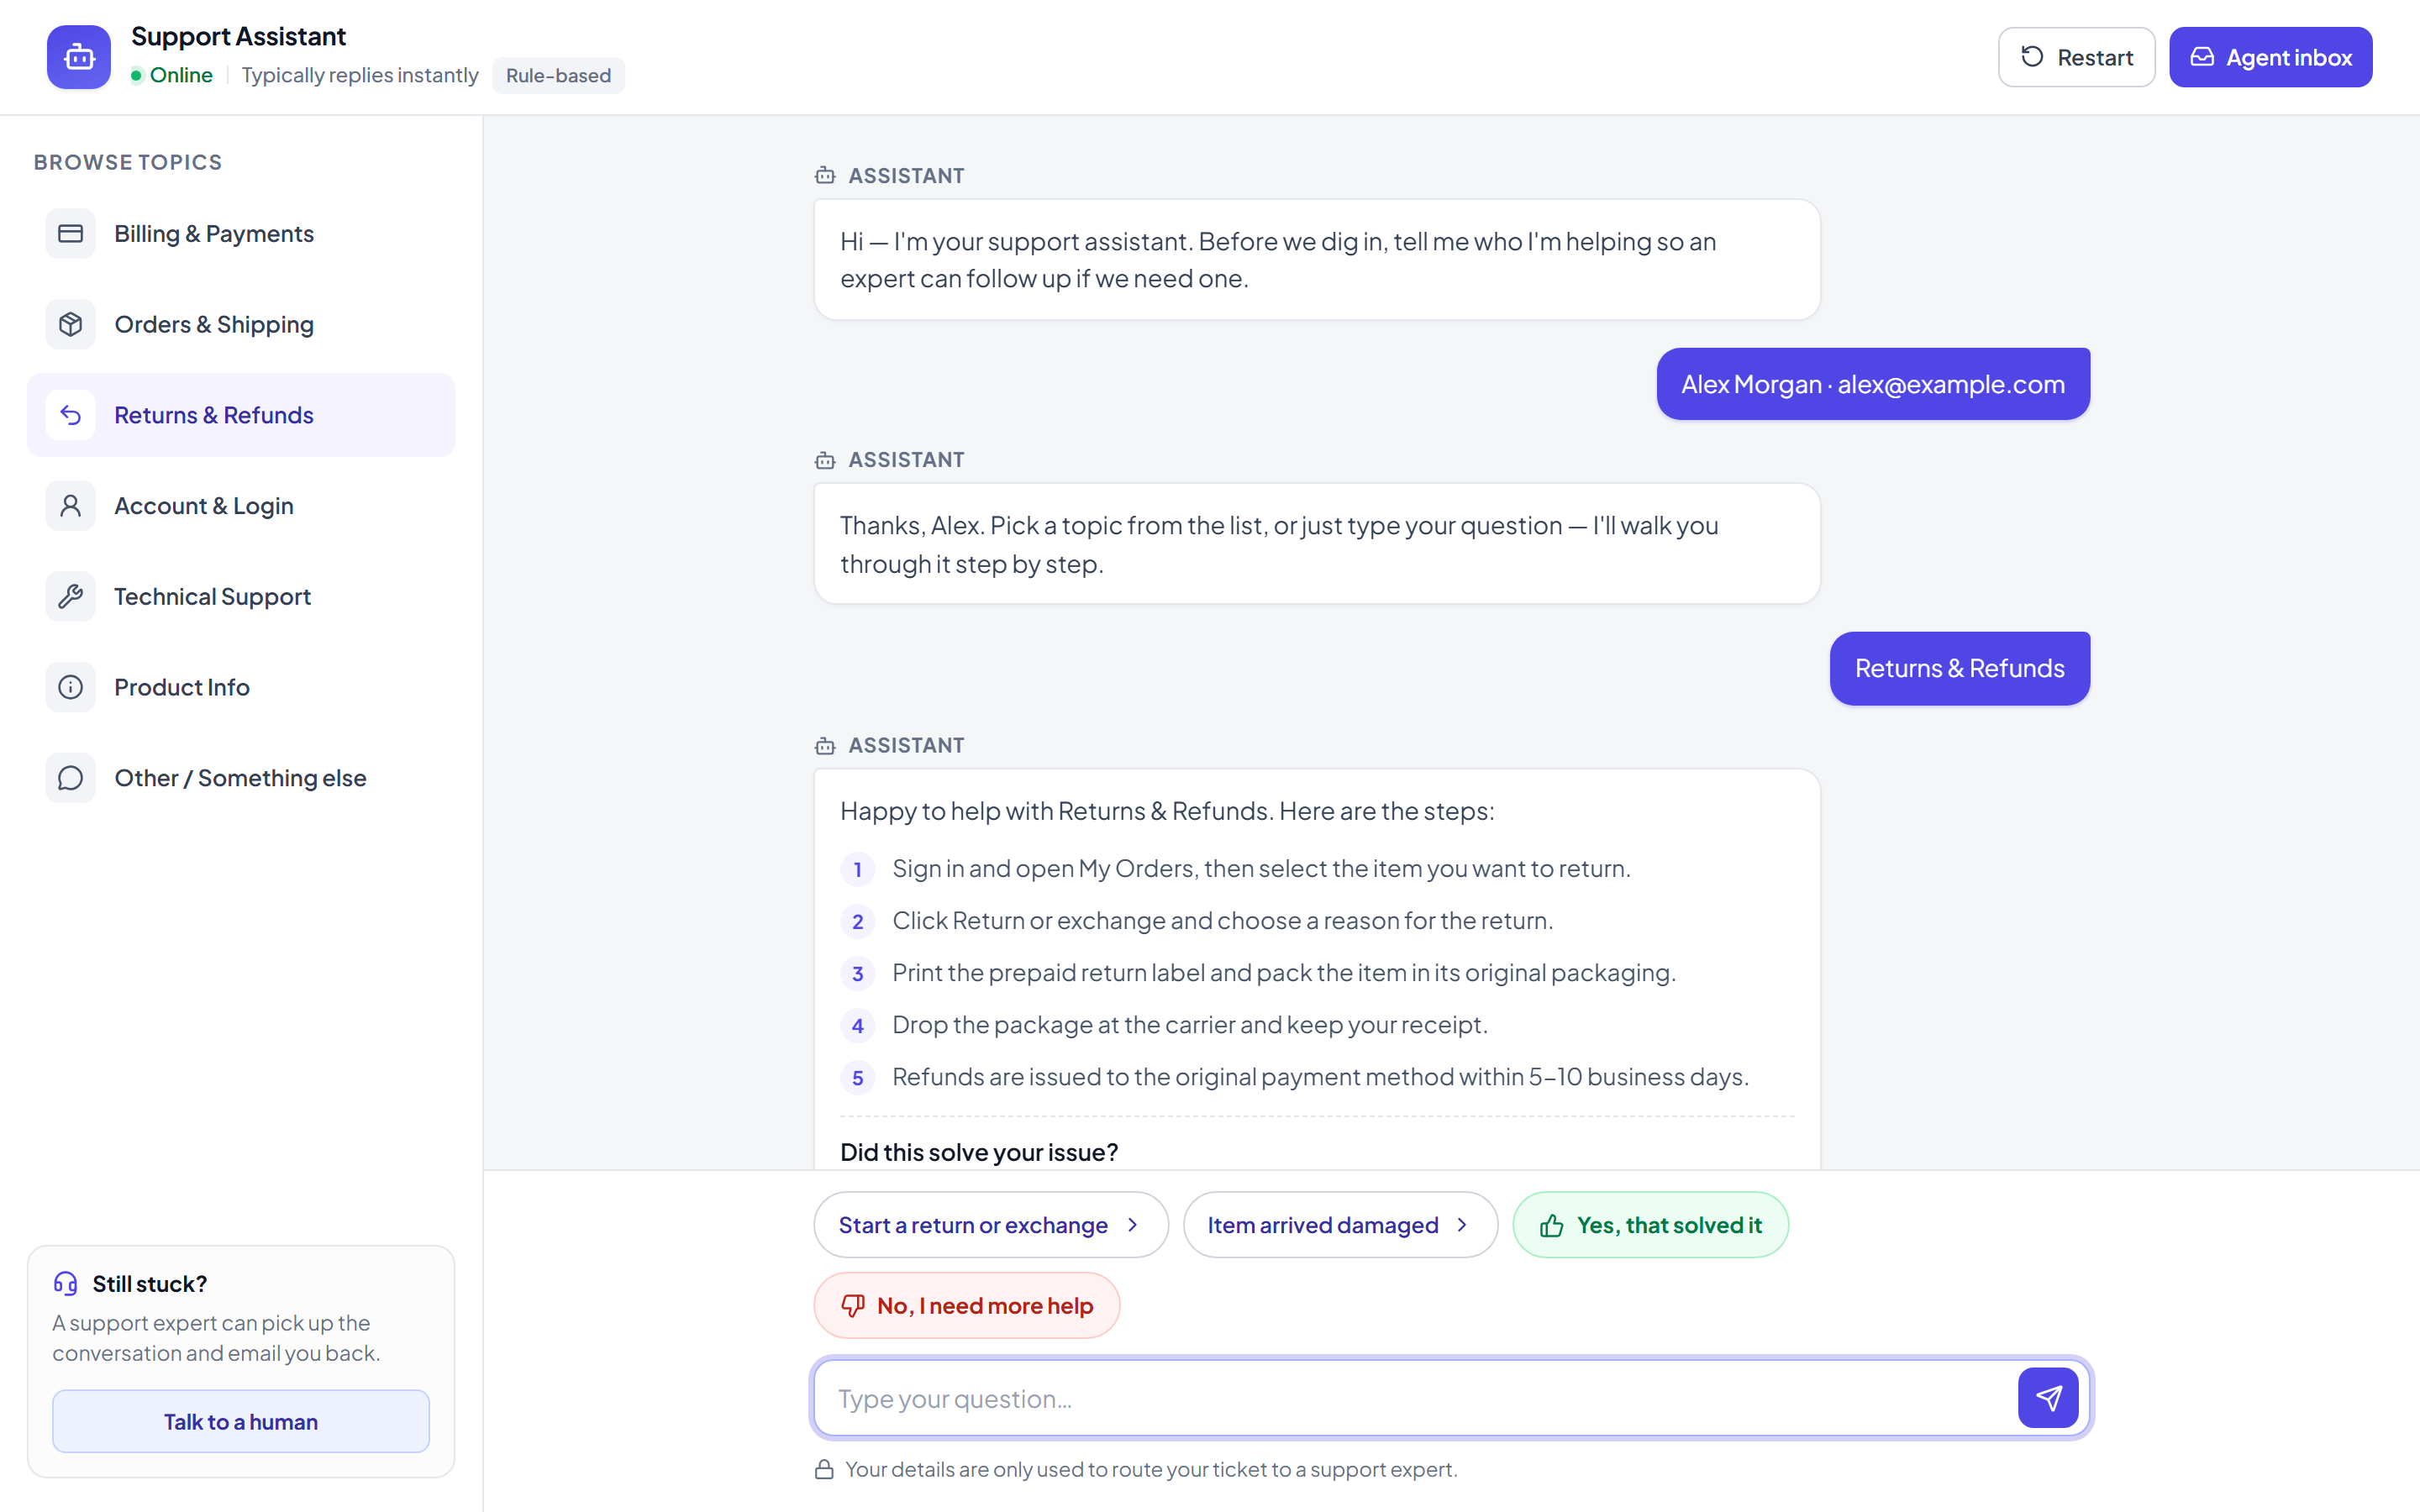 Support Assistant
Online
Typically replies instantly
Rule-based
Restart
Agent inbox
BROWSE TOPICS
Billing & Payments
Orders & Shipping
Returns & Refunds
Account & Login
Technical Support
Product Info
Other / Something else
Still stuck?
A support expert can pick up the
conversation and email you back.
Talk to a human
ASSISTANT
Hi — I'm your support assistant. Before we dig in, tell me who I'm helping so an
expert can follow up if we need one.
Alex Morgan · alex@example.com
ASSISTANT
Thanks, Alex. Pick a topic from the list, or just type your question — I'll walk you
through it step by step.
Returns & Refunds
ASSISTANT
Happy to help with Returns & Refunds. Here are the steps:
1 Sign in and open My Orders, then select the item you want to return.
2 Click Return or exchange and choose a reason for the return.
3 Print the prepaid return label and pack the item in its original packaging.
4 Drop the package at the carrier and keep your receipt.
5 Refunds are issued to the original payment method within 5–10 business days.
Did this solve your issue?
Start a return or exchange
Item arrived damaged
Yes, that solved it
No, I need more help
Type your question...
Your details are only used to route your ticket to a support expert.